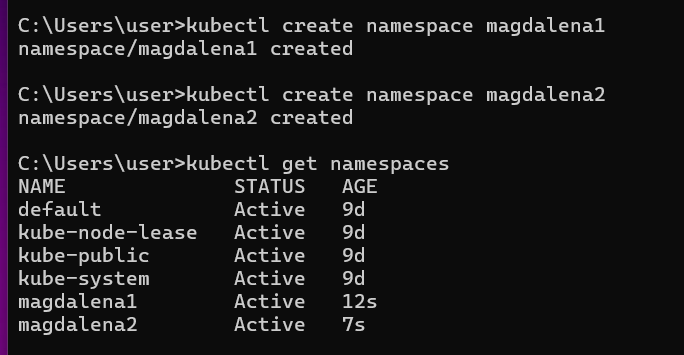 C:\Users\user>kubectl create namespace magdalena1
namespace/magdalena1 created
C:\Users\user>kubectl create namespace magdalena2
namespace/magdalena2 created
C:\Users\user>kubectl get namespaces
NAME STATUS AGE
default Active 9d
kube-node-lease Active 9d
kube-public Active 9d
kube-system Active 9d
magdalena1 Active 12s
magdalena2 Active 7s